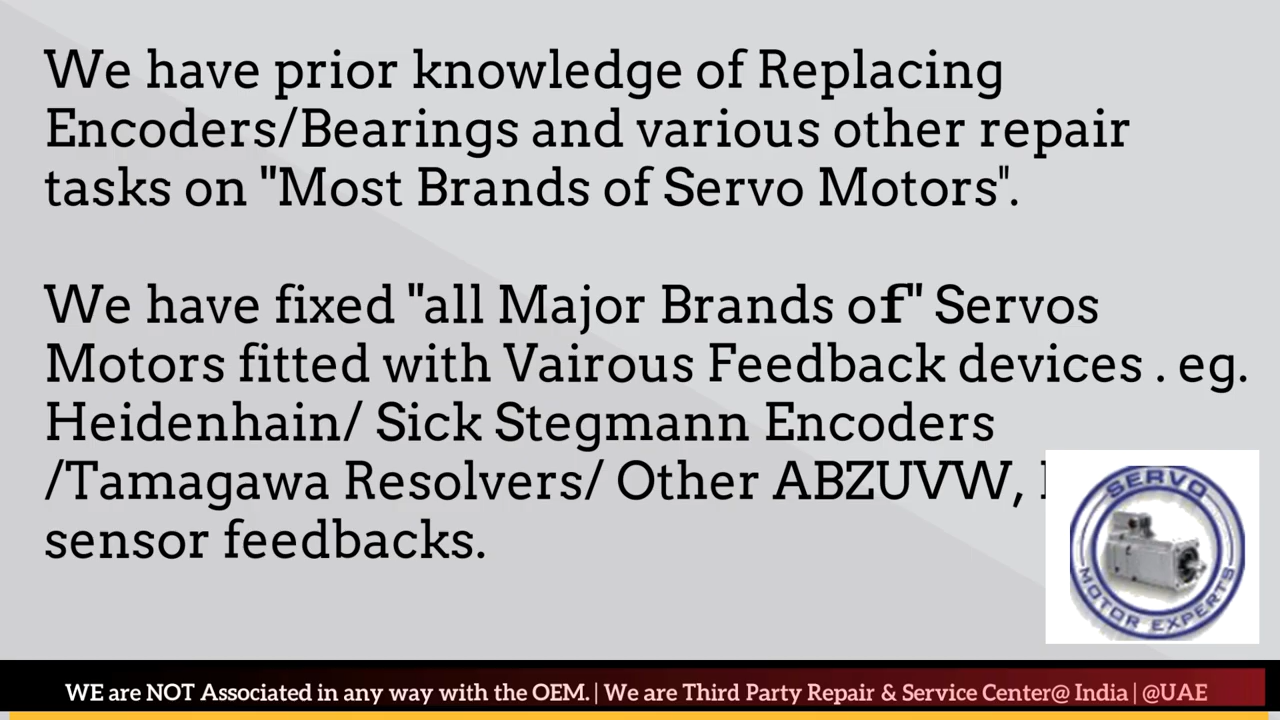 We have prior knowledge of Replacing
Encoders/Bearings and various other repair
tasks on "Most Brands of Servo Motors".
We have fixed "all Major Brands of" Servos
Motors fitted with Vairous Feedback devices . eg.
Heidenhain/ Sick Stegmann Encoders
/Tamagawa Resolvers/ Other ABZUVW,
sensor feedbacks.
SERVO
MOTOR EXPERTS
WE are NOT Associated in any way with the OEM. | We are Third Party Repair & Service Center@ India | @UAE